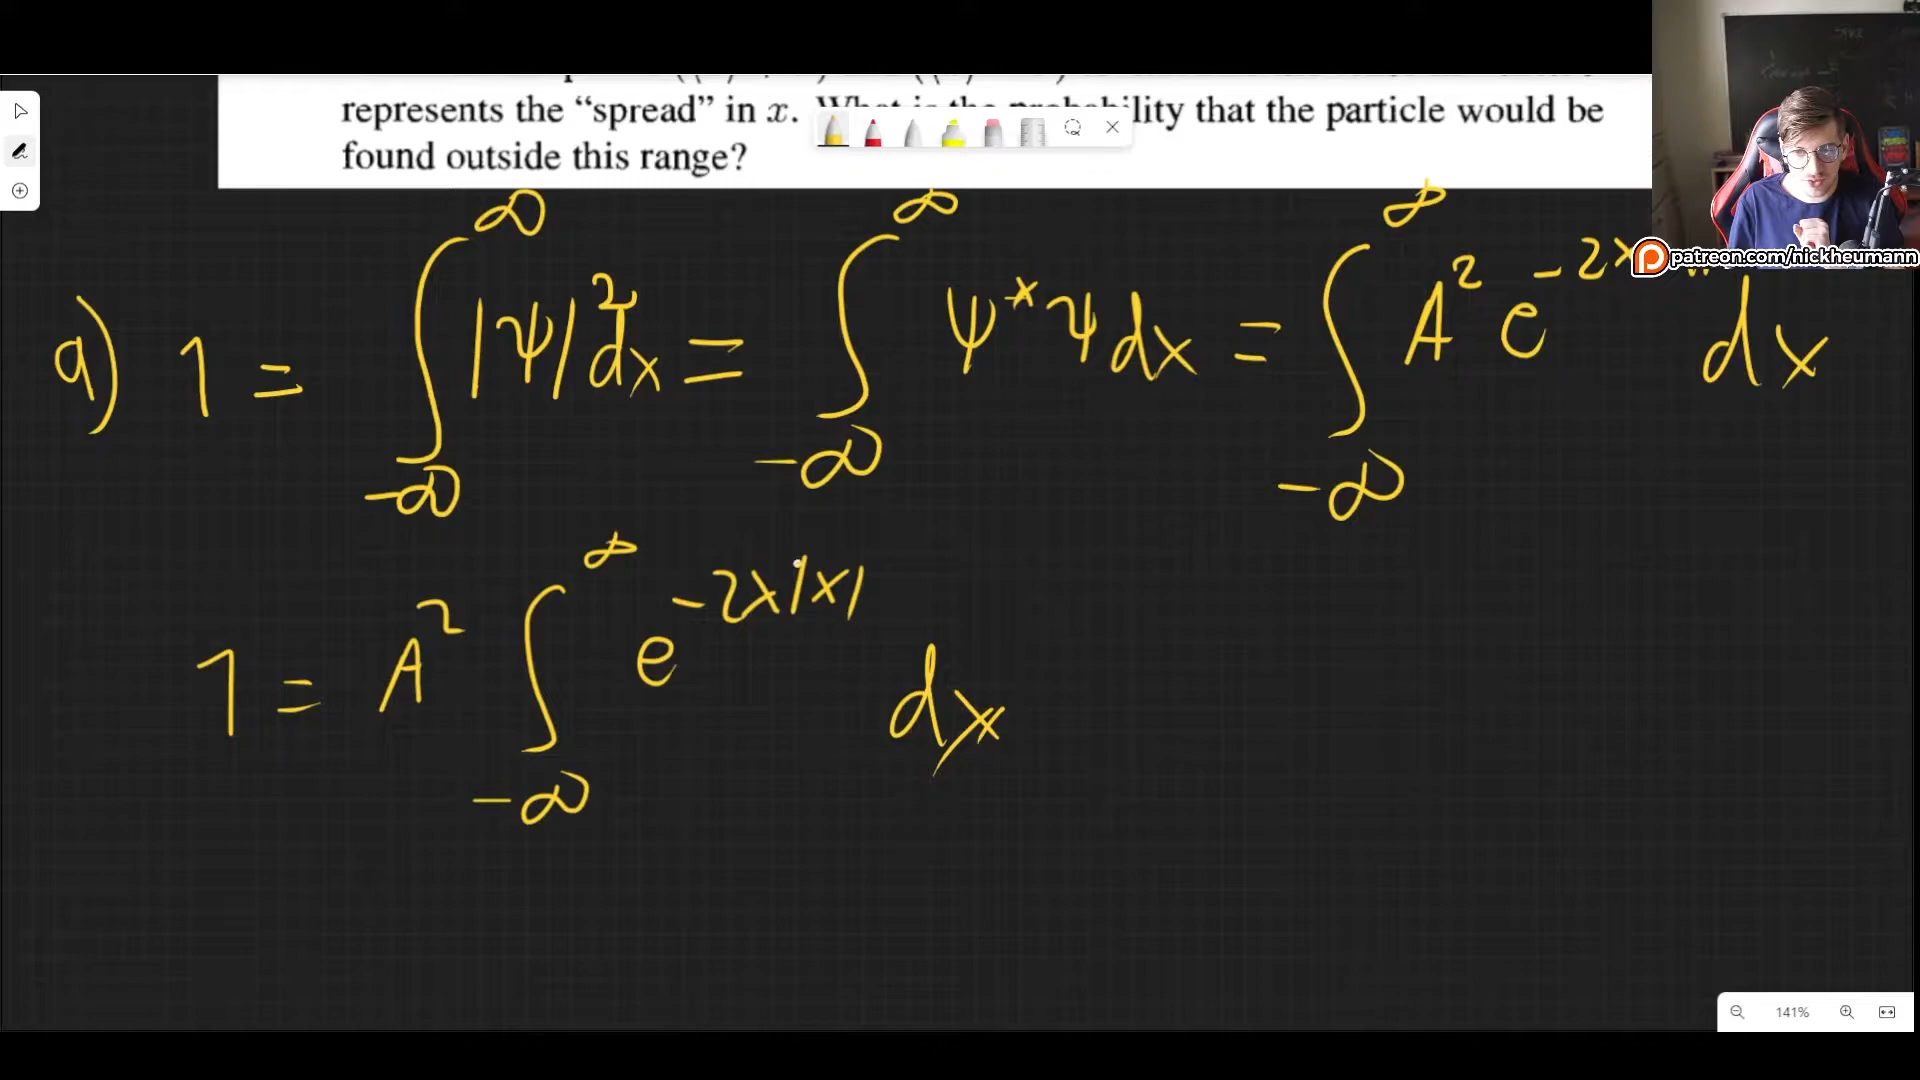 represents the “spread” in x. What is the probability that the particle would be
found outside this range?
patreon.com/nickheumann
a) 1 = ∫_{-∞}^{∞} |ψ|² dx = ∫_{-∞}^{∞} ψ* ψ dx = ∫_{-∞}^{∞} A² e^{-2λ} dx
1 = A² ∫_{-∞}^{∞} e^{-2λ|x|} dx
141%